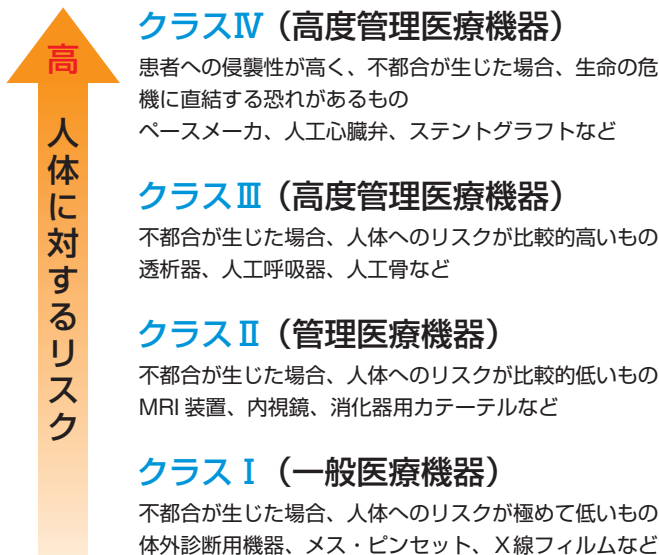 高
人体に対するリスク
クラスⅣ（高度管理医療機器）
患者への侵襲性が高く、不都合が生じた場合、生命の危
機に直結する恐れがあるもの
ペースメーカ、人工心臓弁、ステントグラフトなど
クラスⅢ（高度管理医療機器）
不都合が生じた場合、人体へのリスクが比較的高いもの
透析器、人工呼吸器、人工骨など
クラスⅡ（管理医療機器）
不都合が生じた場合、人体へのリスクが比較的低いもの
MRI 装置、内視鏡、消化器用カテーテルなど
クラスⅠ（一般医療機器）
不都合が生じた場合、人体へのリスクが極めて低いもの
体外診断用機器、メス・ピンセット、Ｘ線フィルムなど